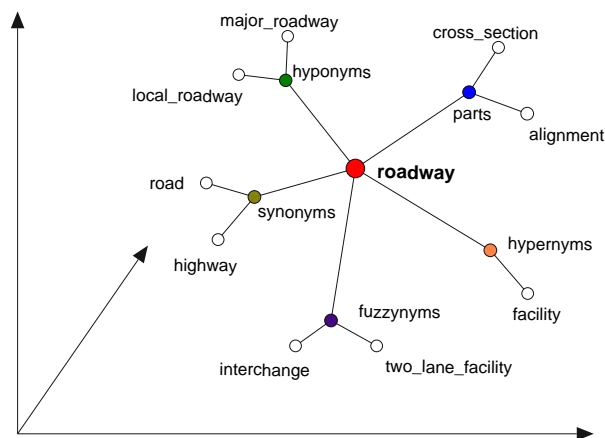 major_roadway
cross_section
hyponyms
local_roadway
parts
alignment
roadway
road
synonyms
hypernyms
highway
facility
fuzzynyms
interchange
two_lane_facility